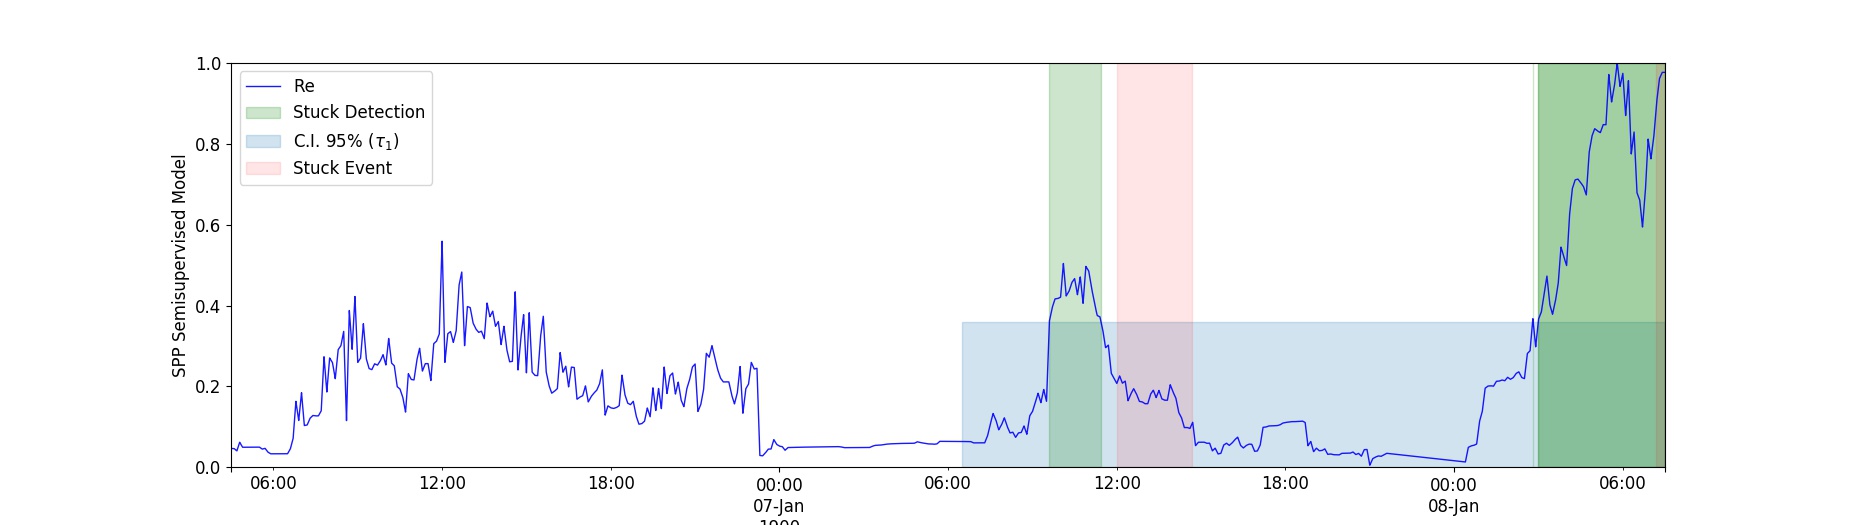 SPP Semisupervised Model
1.0
0.8
0.6
0.4
0.2
0.0
Re
Stuck Detection
C.I. 95% (τ₁)
Stuck Event
06:00
12:00
18:00
00:00
07-Jan
1900
06:00
12:00
18:00
00:00
08-Jan
06:00